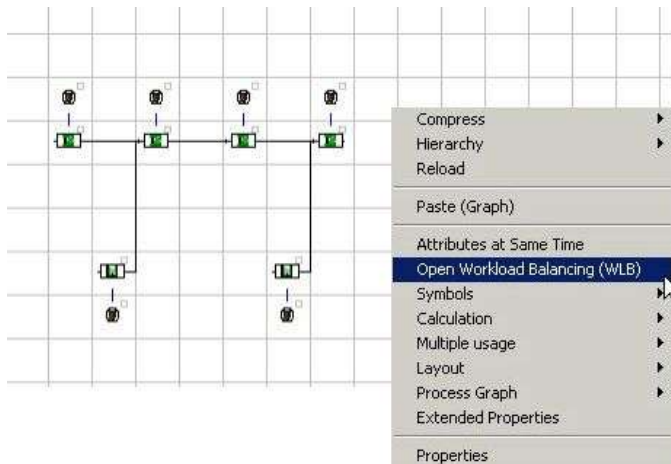 Compress
Hierarchy
Reload
Paste (Graph)
Attributes at Same Time
Open Workload Balancing (WLB)
Symbols
Calculation
Multiple usage
Layout
Process Graph
Extended Properties
Properties